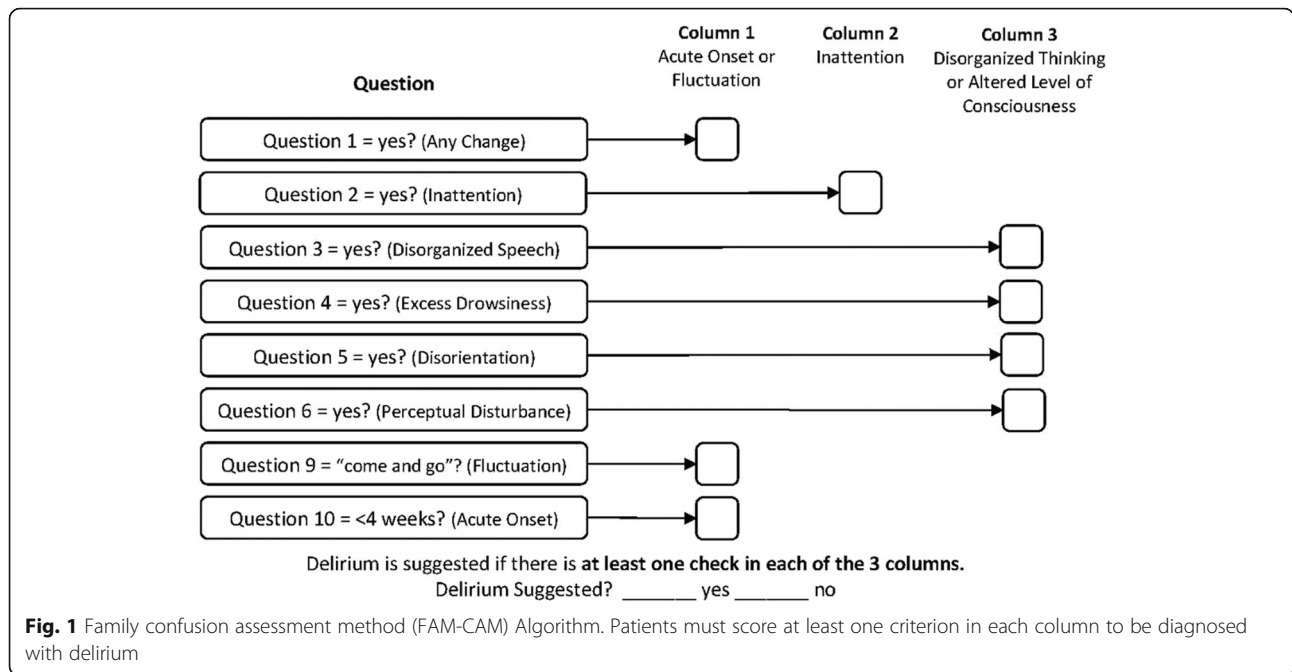 Column 1
Acute Onset or
Fluctuation
Column 2
Inattention
Column 3
Disorganized Thinking
or Altered Level of
Consciousness
Question
Question 1 = yes? (Any Change)
Question 2 = yes? (Inattention)
Question 3 = yes? (Disorganized Speech)
Question 4 = yes? (Excess Drowsiness)
Question 5 = yes? (Disorientation)
Question 6 = yes? (Perceptual Disturbance)
Question 9 = “come and go”? (Fluctuation)
Question 10 = <4 weeks? (Acute Onset)
Delirium is suggested if there is at least one check in each of the 3 columns.
Delirium Suggested? _______ yes _______ no
Fig. 1 Family confusion assessment method (FAM-CAM) Algorithm. Patients must score at least one criterion in each column to be diagnosed
with delirium